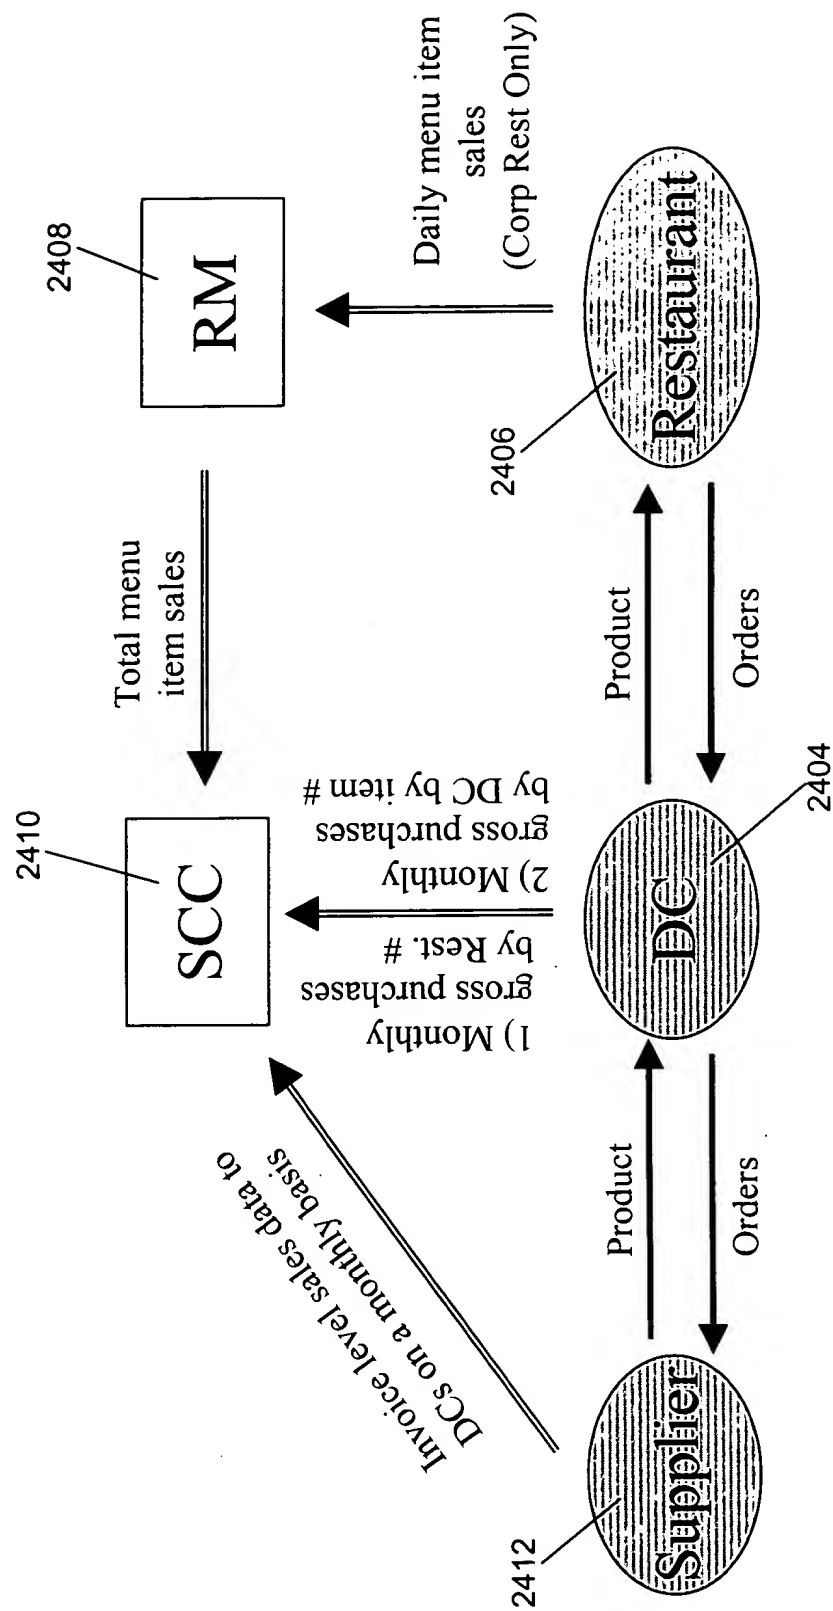 2410
SCC
Total menu
item sales
2408
RM
Invoice level sales data to
DCs on a monthly basis
1) Monthly
gross purchases
by Rest. #
2) Monthly
gross purchases
by DC by item #
Daily menu item
sales
(Corp Rest Only)
2412
Supplier
Product
Orders
DC
2404
Product
Orders
2406
Restaurant